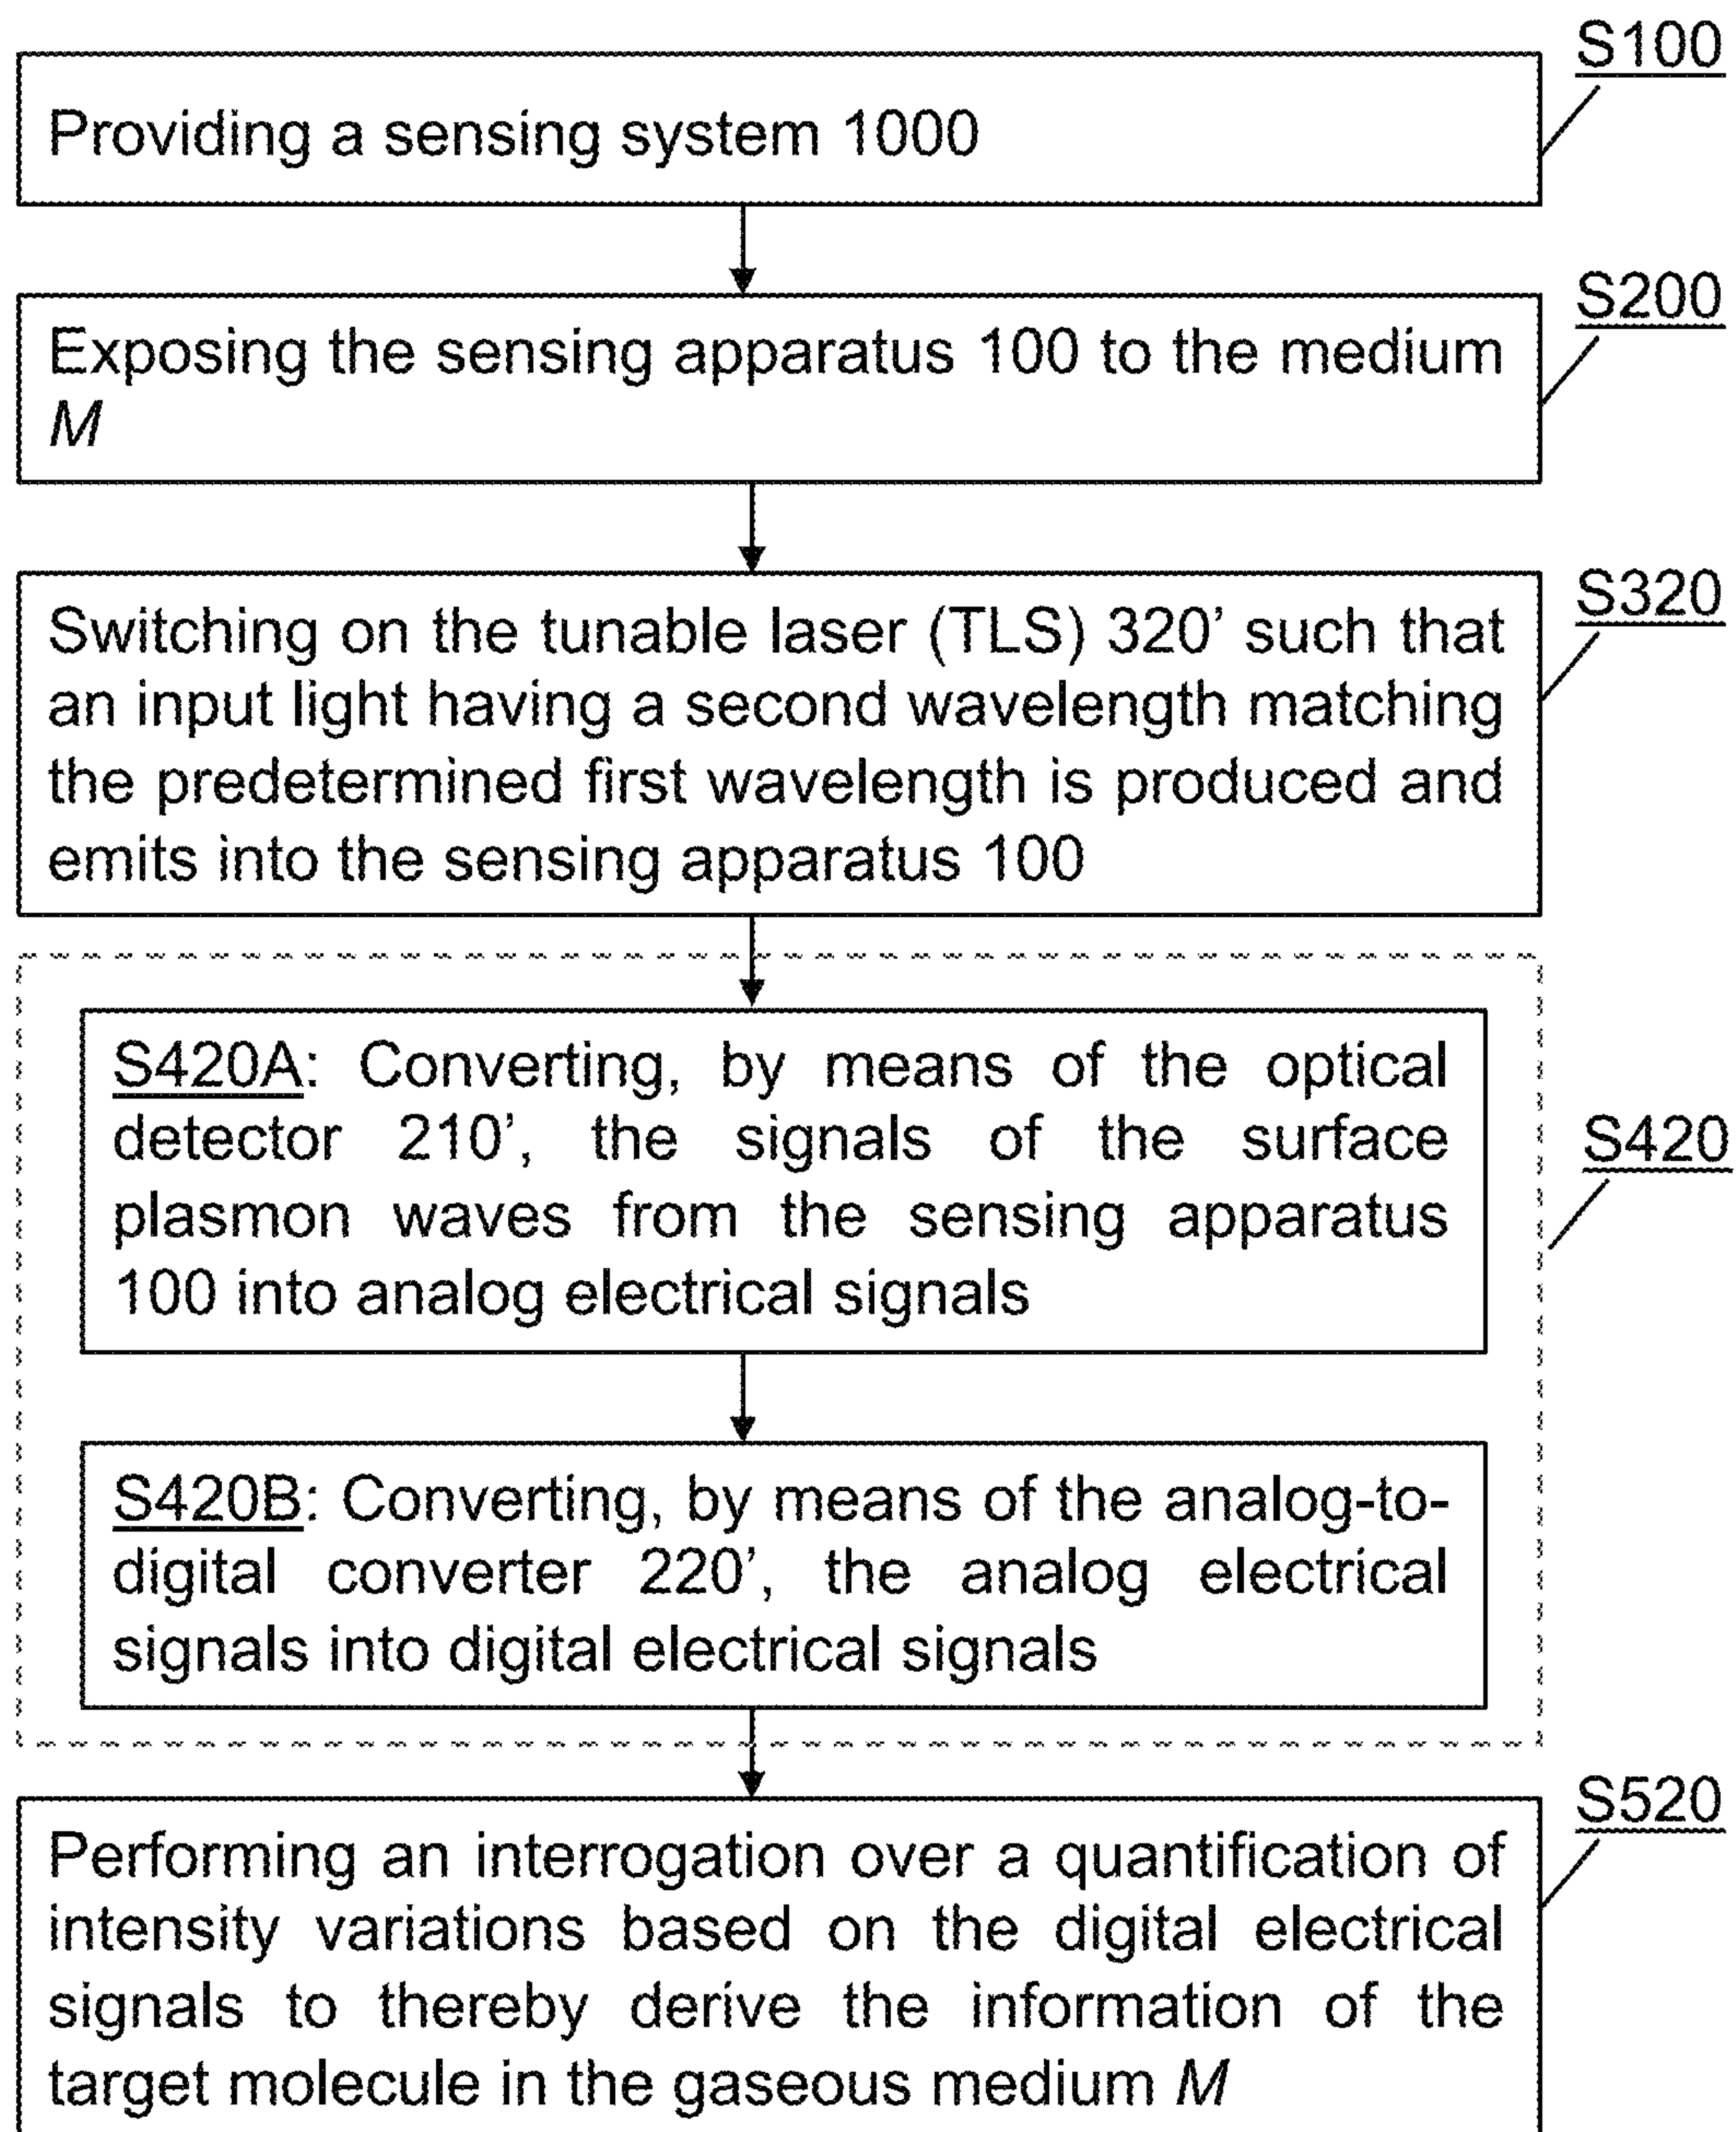 S100
Providing a sensing system 1000
S200
Exposing the sensing apparatus 100 to the medium
M
S320
Switching on the tunable laser (TLS) 320’ such that
an input light having a second wavelength matching
the predetermined first wavelength is produced and
emits into the sensing apparatus 100
S420A: Converting, by means of the optical
detector 210’, the signals of the surface
plasmon waves from the sensing apparatus
100 into analog electrical signals
S420
S420B: Converting, by means of the analog-to-
digital converter 220’, the analog electrical
signals into digital electrical signals
S520
Performing an interrogation over a quantification of
intensity variations based on the digital electrical
signals to thereby derive the information of the
target molecule in the gaseous medium M